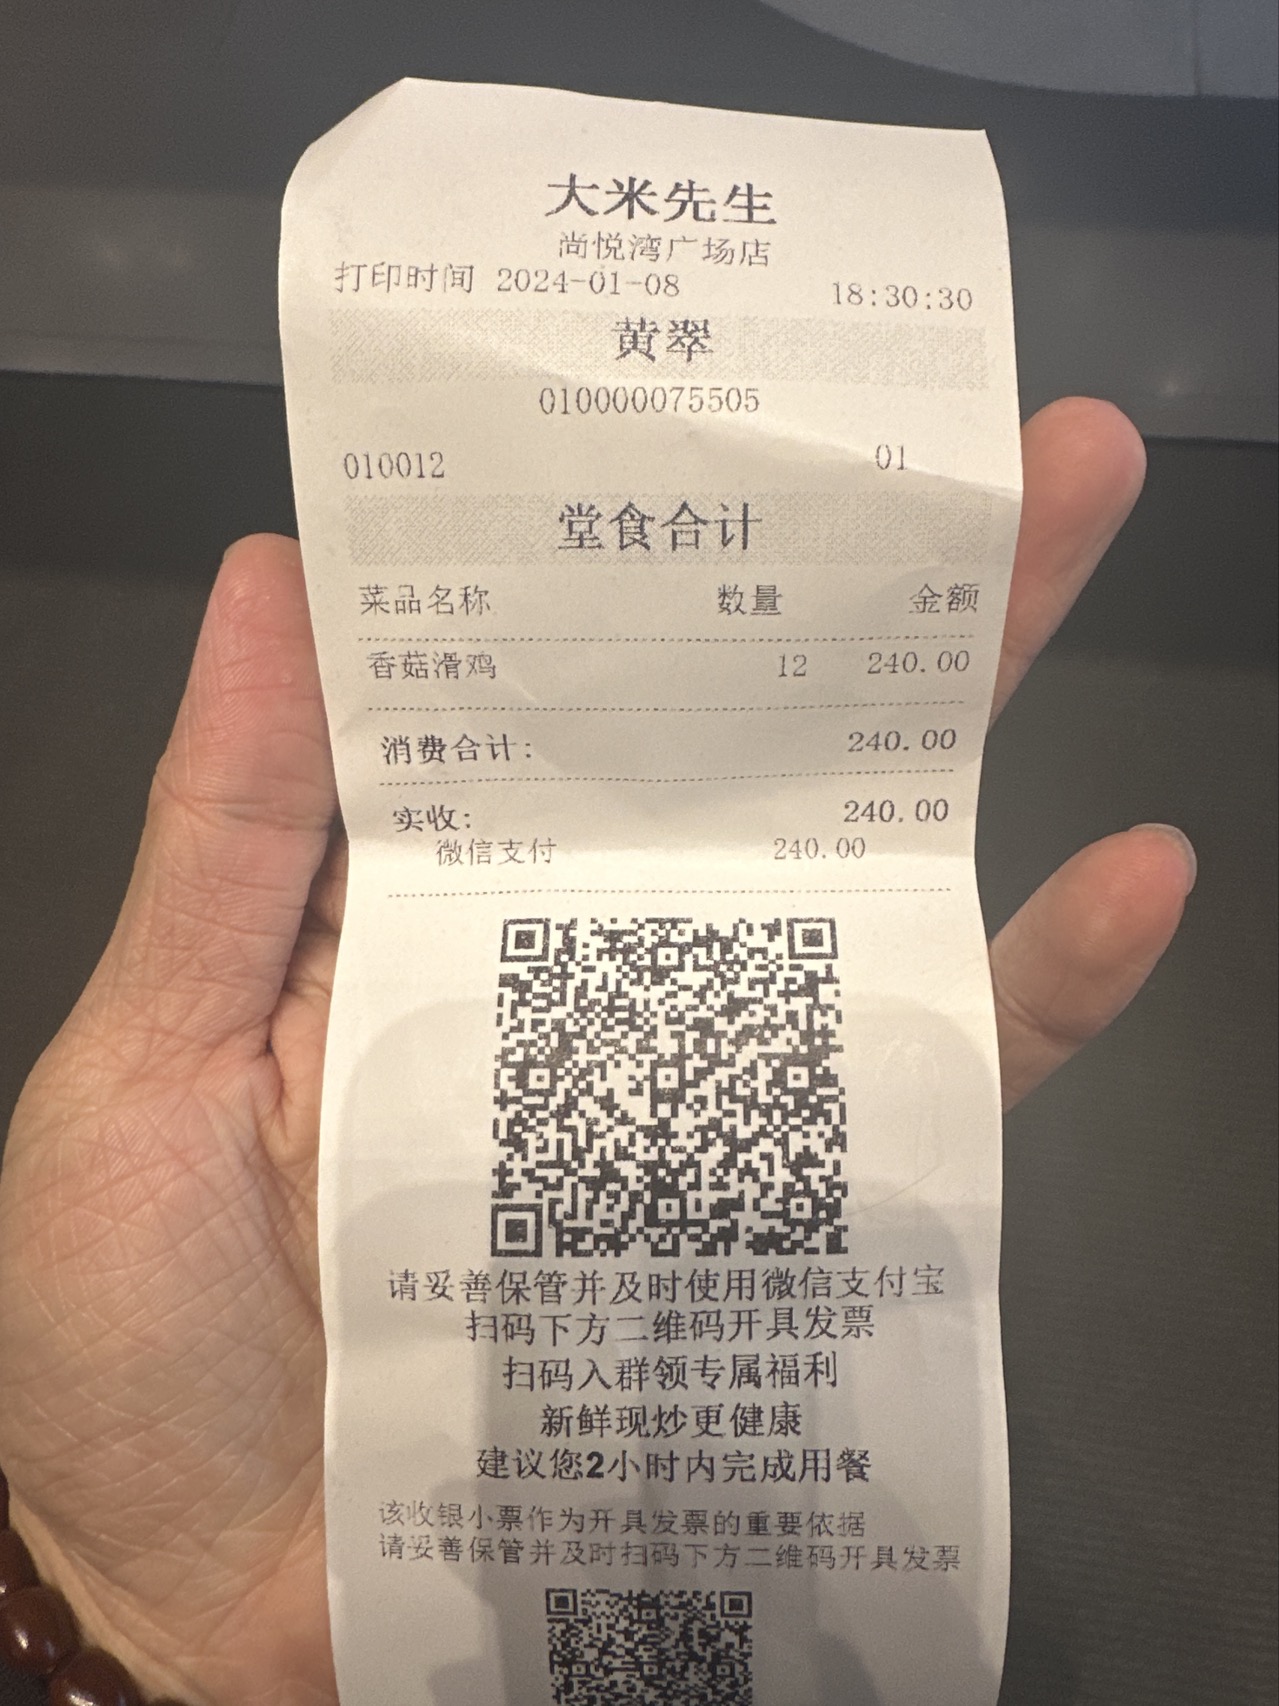 大米先生
尚悦湾广场店
打印时间 2024-01-08 18:30:30
黄翠
010000075505
010012 01
堂食合计
菜品名称 数量 金额
香菇滑鸡 12 240.00
消费合计: 240.00
实收: 240.00
微信支付 240.00
请妥善保管并及时使用微信支付宝
扫码下方二维码开具发票
扫码入群领专属福利
新鲜现炒更健康
建议您2小时内完成用餐
该收银小票作为开具发票的重要依据
请妥善保管并及时扫码下方二维码开具发票